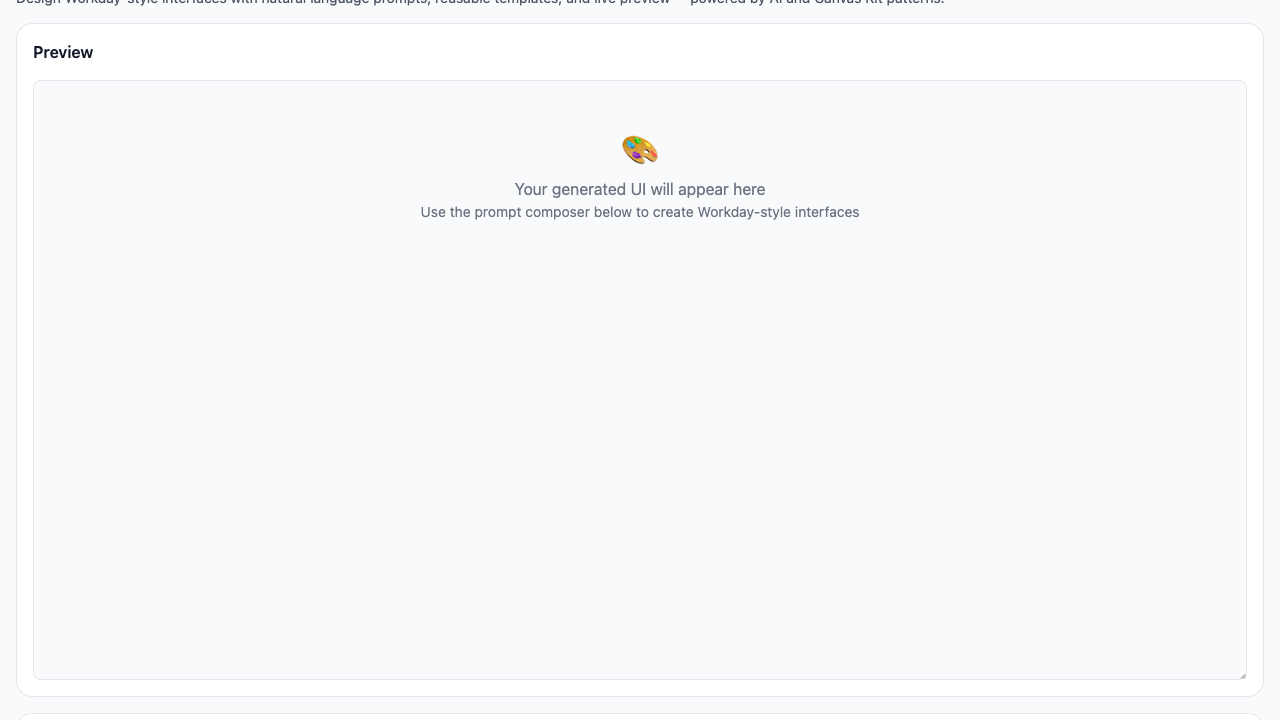 Design Workday-style interfaces with natural language prompts, reusable templates, and live preview — powered by AI and Canvas Kit patterns.
Preview
Your generated UI will appear here
Use the prompt composer below to create Workday-style interfaces